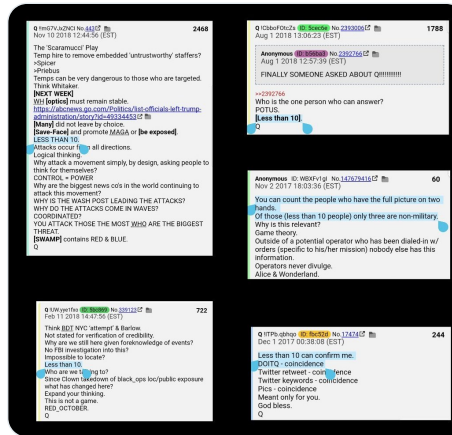 Q !!mG7VJxZNCI No.442 2468
Nov 10 2018 12:44:56 (EST)
The 'Scaramucci' Play
Temp hire to remove embedded 'untrustworthy' staffers?
>Spicer
>Priebus
Temps can be very dangerous to those who are targeted.
Think Whitaker.
[NEXT WEEK]
WH [optics] must remain stable.
https://abcnews.go.com/Politics/list-officials-left-trump-
administration/story?id=49334453
[Many] did not leave by choice.
[Save-Face] and promote MAGA or [be exposed].
LESS THAN 10.
Attacks occur from all directions.
Logical thinking.
Why attack a movement simply, by design, asking people to
think for themselves?
CONTROL = POWER
Why are the biggest news co's in the world continuing to
attack this movement?
WHY IS THE WASH POST LEADING THE ATTACKS?
WHY DO THE ATTACKS COME IN WAVES?
COORDINATED?
YOU ATTACK THOSE THE MOST WHO ARE THE BIGGEST
THREAT.
[SWAMP] contains RED & BLUE.
Q
Q !CbboFOtcZs ID: 5cec6e No.2393006 1788
Aug 1 2018 13:06:23 (EST)
Anonymous ID: b56ba3 No.2392766
Aug 1 2018 12:57:39 (EST)
FINALLY SOMEONE ASKED ABOUT Q!!!!!!!!!!!
>>2392766
Who is the one person who can answer?
POTUS.
[Less than 10].
Q
Anonymous ID: WBXFv1gI No.147679416 60
Nov 2 2017 18:03:36 (EST)
You can count the people who have the full picture on two
hands.
Of those (less than 10 people) only three are non-military.
Why is this relevant?
Game theory.
Outside of a potential operator who has been dialed-in w/
orders (specific to his/her mission) nobody else has this
information.
Operators never divulge.
Alice & Wonderland.
Q !UW.yye1fxo No.339123 722
Feb 11 2018 14:47:56 (EST)
Think BDT NYC 'attempt' & Barlow.
Not stated for verification of credibility.
Why are we still here given foreknowledge of events?
No FBI investigation into this?
Impossible to locate?
Less than 10.
Who are we talking to?
Since Clown takedown of black_ops loc/public exposure
what has changed here?
Expand your thinking.
This is not a game.
RED_OCTOBER.
Q
Q !ITPb.qbhqo ID: fbc52d No.17474 244
Dec 1 2017 00:38:08 (EST)
Less than 10 can confirm me.
DOITQ - coincidence
Twitter retweet - coincidence
Twitter keywords - coincidence
Pics - coincidence
Meant only for you.
God bless.
Q